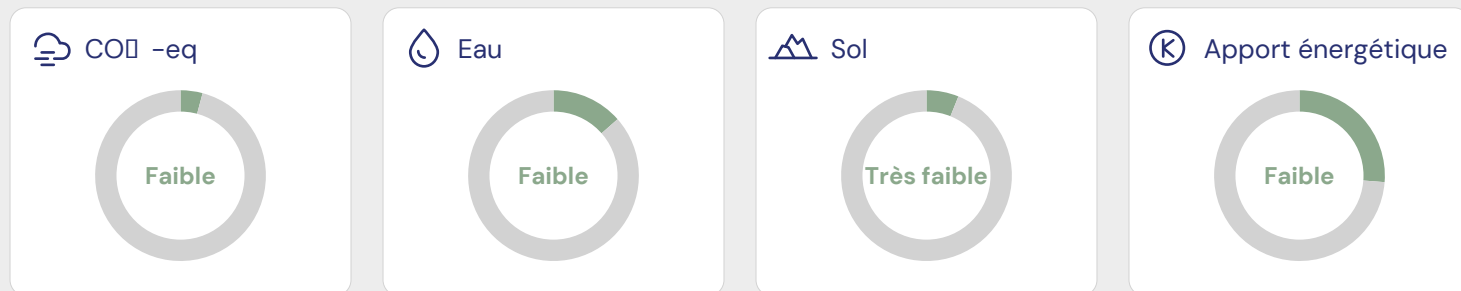 CO▯ -eq
Faible
Eau
Faible
Sol
Très faible
Apport énergétique
Faible